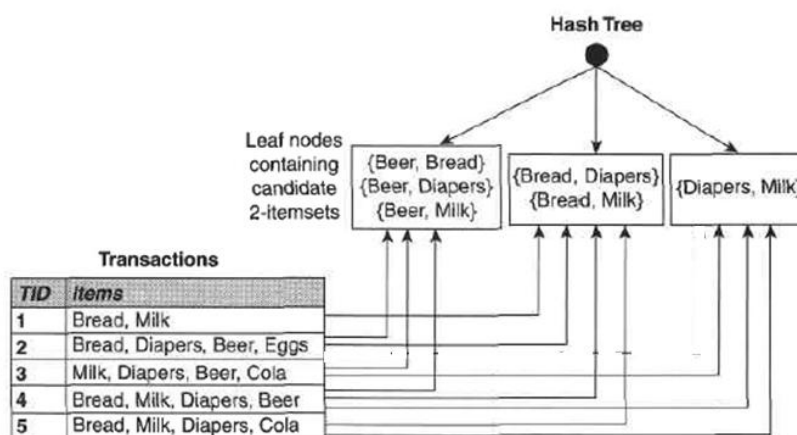 Hash Tree
Leaf nodes
containing
candidate
2-itemsets
{Beer, Bread}
{Beer, Diapers}
{Beer, Milk}
{Bread, Diapers}
{Bread, Milk}
{Diapers, Milk}
Transactions
TID Items
1 Bread, Milk
2 Bread, Diapers, Beer, Eggs
3 Milk, Diapers, Beer, Cola
4 Bread, Milk, Diapers, Beer
5 Bread, Milk, Diapers, Cola